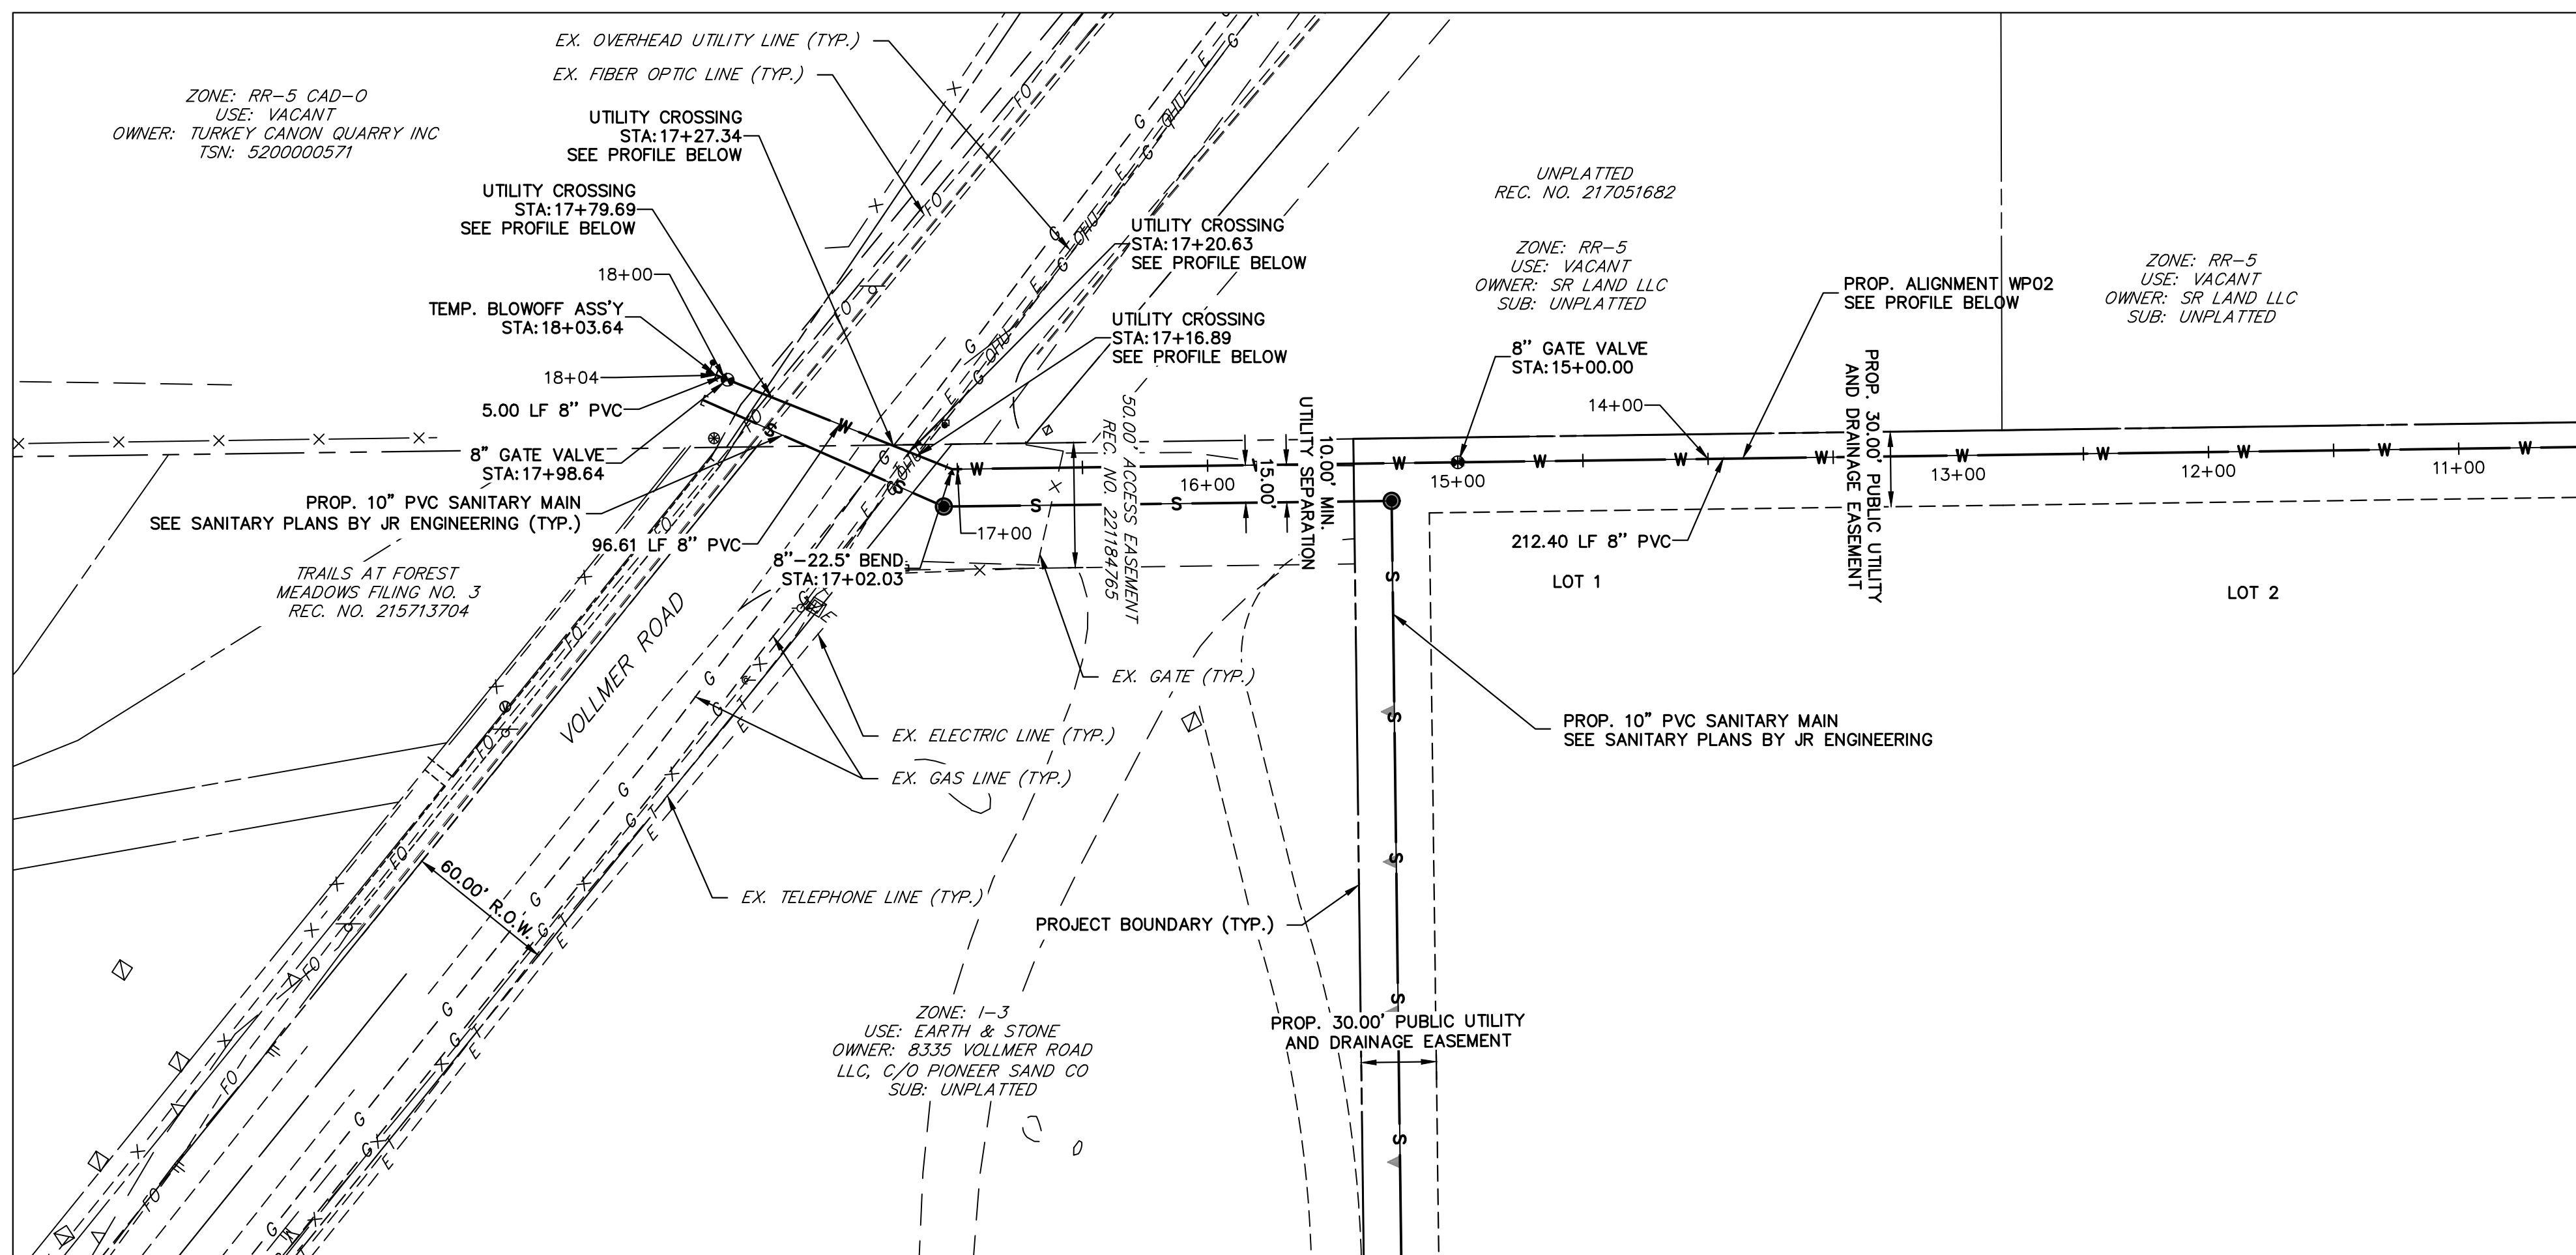 EX. OVERHEAD UTILITY LINE (TYP.)
EX. FIBER OPTIC LINE (TYP.)
ZONE: RR-5 CAD-O
USE: VACANT
OWNER: TURKEY CANON QUARRY INC
TSN: 5200000571
UTILITY CROSSING
STA:17+27.34
SEE PROFILE BELOW
UTILITY CROSSING
STA:17+79.69
SEE PROFILE BELOW
18+00
TEMP. BLOWOFF ASS'Y
STA:18+03.64
18+04
5.00 LF 8" PVC
8" GATE VALVE
STA:17+98.64
PROP. 10" PVC SANITARY MAIN
SEE SANITARY PLANS BY JR ENGINEERING (TYP.)
96.61 LF 8" PVC
8"-22.5° BEND
STA:17+02.03
TRAILS AT FOREST
MEADOWS FILING NO. 3
REC. NO. 215713704
VOLLMER ROAD
60.00' R.O.W.
UTILITY CROSSING
STA:17+20.63
SEE PROFILE BELOW
UTILITY CROSSING
STA:17+16.89
SEE PROFILE BELOW
50.00' ACCESS EASEMENT
REC. NO. 221184765
17+00
16+00
15.00'
10.00' MIN.
UTILITY SEPARATION
EX. GATE (TYP.)
EX. ELECTRIC LINE (TYP.)
EX. GAS LINE (TYP.)
EX. TELEPHONE LINE (TYP.)
PROJECT BOUNDARY (TYP.)
ZONE: I-3
USE: EARTH & STONE
OWNER: 8335 VOLLMER ROAD
LLC, C/O PIONEER SAND CO
SUB: UNPLATTED
UNPLATTED
REC. NO. 217051682
ZONE: RR-5
USE: VACANT
OWNER: SR LAND LLC
SUB: UNPLATTED
8" GATE VALVE
STA:15+00.00
15+00
14+00
PROP. ALIGNMENT WP02
SEE PROFILE BELOW
212.40 LF 8" PVC
LOT 1
PROP. 30.00' PUBLIC UTILITY
AND DRAINAGE EASEMENT
ZONE: RR-5
USE: VACANT
OWNER: SR LAND LLC
SUB: UNPLATTED
13+00
12+00
11+00
LOT 2
PROP. 10" PVC SANITARY MAIN
SEE SANITARY PLANS BY JR ENGINEERING
PROP. 30.00' PUBLIC UTILITY
AND DRAINAGE EASEMENT